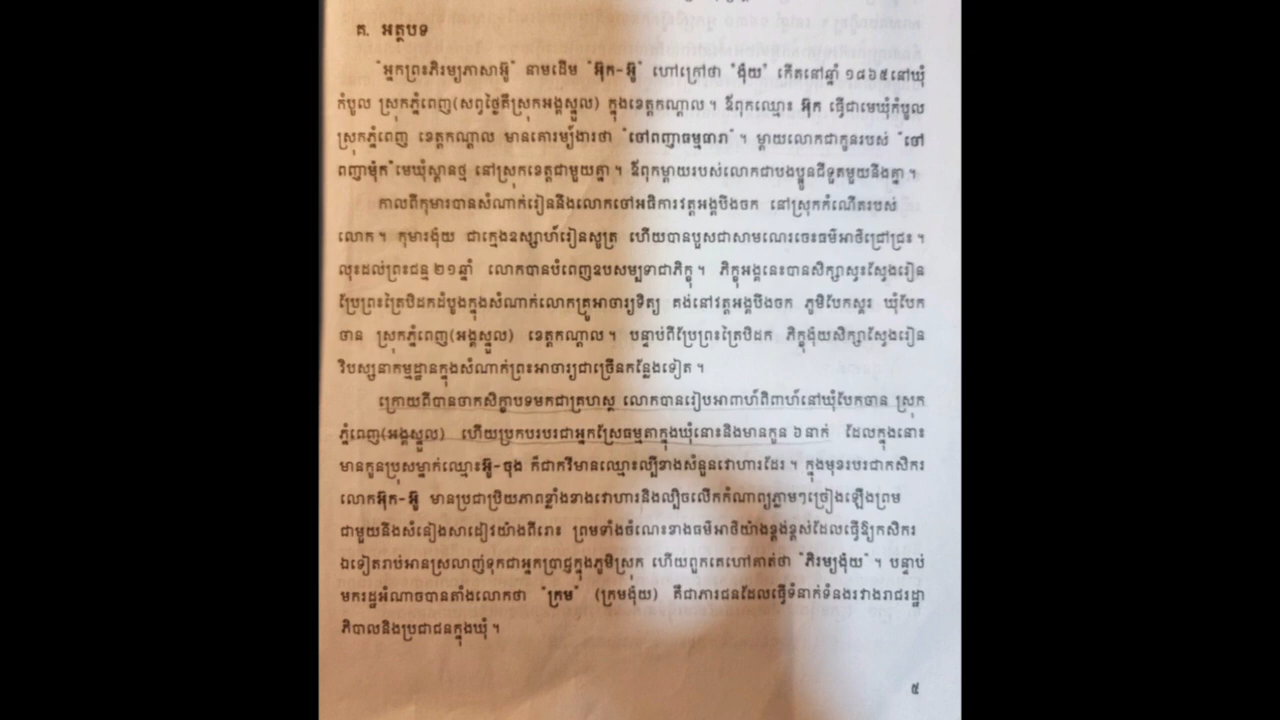 គ. អត្ថបទ
"អ្នកព្រះភិរម្យភាសាអ៊ូ" នាមដើម "អ៊ុក-អ៊ូ" ហៅក្រៅថា "ង៉ុយ" កើតនៅឆ្នាំ ១៨៦៥នៅឃុំ
កំបូល ស្រុកភ្នំពេញ(សព្វថ្ងៃគឺស្រុកអង្គស្នួល) ក្នុងខេត្តកណ្ដាល ។ ឪពុកឈ្មោះ អ៊ុក ធ្វើជាមេឃុំកំបូល
ស្រុកភ្នំពេញ ខេត្តកណ្ដាល មានគោរម្យ៍ងារថា "ចៅពញាធម្មធារា" ។ ម្ដាយលោកជាកូនរបស់ "ចៅ
ពញាមុំក"មេឃុំស្ពានថ្ម នៅស្រុកខេត្តជាមួយគ្នា ។ ឪពុកម្ដាយរបស់លោកជាបងប្អូនជីទួតមួយនឹងគ្នា ។
កាលពីកុមារបានសំណាក់រៀននឹងលោកចៅអធិការវត្តអង្គបឹងចក នៅស្រុកកំណើតរបស់
លោក ។ កុមារង៉ុយ ជាក្មេងឧស្សាហ៍រៀនសូត្រ ហើយបានបួសជាសាមណេរចេះធម៌អាថ៌ជ្រៅជ្រះ ។
លុះដល់ព្រះជន្ម ២១ឆ្នាំ លោកបានបំពេញឧបសម្បទាជាភិក្ខុ ។ ភិក្ខុអង្គនេះបានសិក្សាស្វះស្វែងរៀន
ប្រែព្រះត្រៃបិដកដំបូងក្នុងសំណាក់លោកគ្រូអាចារ្យទិត្យ គង់នៅវត្តអង្គបឹងចក ភូមិបែកស្គរ ឃុំបែក
ចាន ស្រុកភ្នំពេញ(អង្គស្នួល) ខេត្តកណ្ដាល ។ បន្ទាប់ពីប្រែព្រះត្រៃបិដក ភិក្ខុង៉ុយសិក្សាស្វែងរៀន
វិបស្សនាកម្មដ្ឋានក្នុងសំណាក់ព្រះអាចារ្យជាច្រើនកន្លែងទៀត ។
ក្រោយពីបានចាកសិក្ខាបទមកជាគ្រហស្ថ លោកបានរៀបអាពាហ៍ពិពាហ៍នៅឃុំបែកចាន ស្រុក
ភ្នំពេញ(អង្គស្នួល) ហើយប្រកបរបរជាអ្នកស្រែធម្មតាក្នុងឃុំនោះនិងមានកូន ៦នាក់ ដែលក្នុងនោះ
មានកូនប្រុសម្នាក់ឈ្មោះអ៊ូ-ចុង ក៏ជាកវីមានឈ្មោះល្បីខាងសំនួនវោហារដែរ ។ ក្នុងមុខរបរជាកសិករ
លោកអ៊ុក-អ៊ូ មានប្រជាប្រិយភាពខ្លាំងខាងវោហារនិងល្បិចលើកកំណាព្យភ្លាមៗច្រៀងឡើងព្រម
ជាមួយនឹងសំនៀងសាដៀវយ៉ាងពីរោះ ព្រមទាំងចំណេះខាងធម៌អាថ៌យ៉ាងខ្ពង់ខ្ពស់ដែលធ្វើឱ្យកសិករ
ឯទៀតរាប់អានស្រលាញ់ទុកជាអ្នកប្រាជ្ញក្នុងភូមិស្រុក ហើយពួកគេហៅគាត់ថា "ភិរម្យង៉ុយ" ។ បន្ទាប់
មករដ្ឋអំណាចបានតាំងលោកថា "ក្រម" (ក្រមង៉ុយ) គឺជាភារជនដែលធ្វើទំនាក់ទំនងរវាងរាជរដ្ឋា
ភិបាលនិងប្រជាជនក្នុងឃុំ ។
៥